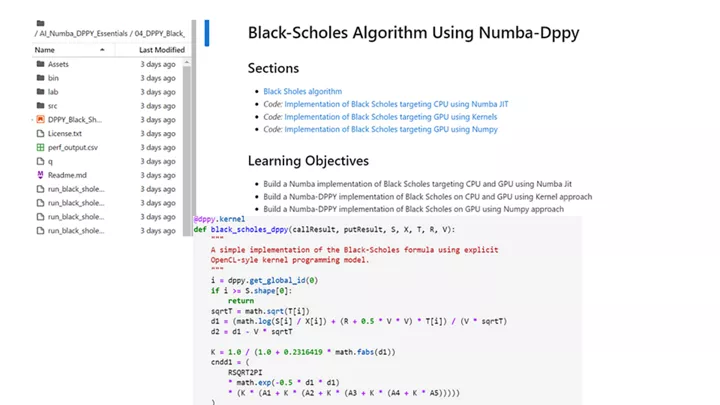 / AI_Numba_DPPY_Essentials / 04_DPPY_Black_
Name Last Modified
Assets 3 days ago
bin 3 days ago
lab 3 days ago
src 3 days ago
DPPY_Black_Sh... 3 days ago
License.txt 3 days ago
perf_output.csv 3 days ago
q 3 days ago
Readme.md 3 days ago
run_black_shole... 3 days ago
run_black_shole... 3 days ago
run_black_shole... 3 days ago
run_black_shole... 3 days ago
Black-Scholes Algorithm Using Numba-Dppy
Sections
• Black Sholes algorithm
• Code: Implementation of Black Scholes targeting CPU using Numba JIT
• Code: Implementation of Black Scholes targeting GPU using Kernels
• Code: Implementation of Black Scholes targeting GPU using Numpy
Learning Objectives
• Build a Numba implementation of Black Scholes targeting CPU and GPU using Numba Jit
• Build a Numba-DPPY implementation of Black Scholes on CPU and GPU using Kernel approach
• Build a Numba-DPPY implementation of Black Scholes on GPU using Numpy approach
@dppy.kernel
def black_scholes_dppy(callResult, putResult, S, X, T, R, V):
"""
A simple implementation of the Black-Scholes formula using explicit
OpenCL-syle kernel programming model.
"""
i = dppy.get_global_id(0)
if i >= S.shape[0]:
return
sqrtT = math.sqrt(T[i])
d1 = (math.log(S[i] / X[i]) + (R + 0.5 * V * V) * T[i]) / (V * sqrtT)
d2 = d1 - V * sqrtT
K = 1.0 / (1.0 + 0.2316419 * math.fabs(d1))
cndd1 = (
RSQRT2PI
* math.exp(-0.5 * d1 * d1)
* (K * (A1 + K * (A2 + K * (A3 + K * (A4 + K * A5)))))
)